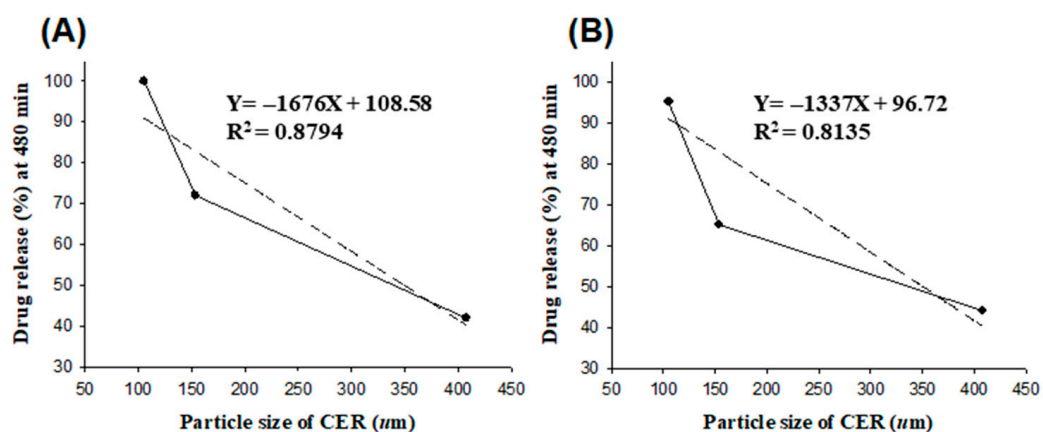 (A)
Drug release (%) at 480 min
100
90
80
70
60
50
40
30
Y= –1676X + 108.58
R² = 0.8794
50 100 150 200 250 300 350 400 450
Particle size of CER (um)
(B)
Drug release (%) at 480 min
100
90
80
70
60
50
40
30
Y= –1337X + 96.72
R² = 0.8135
50 100 150 200 250 300 350 400 450
Particle size of CER (um)